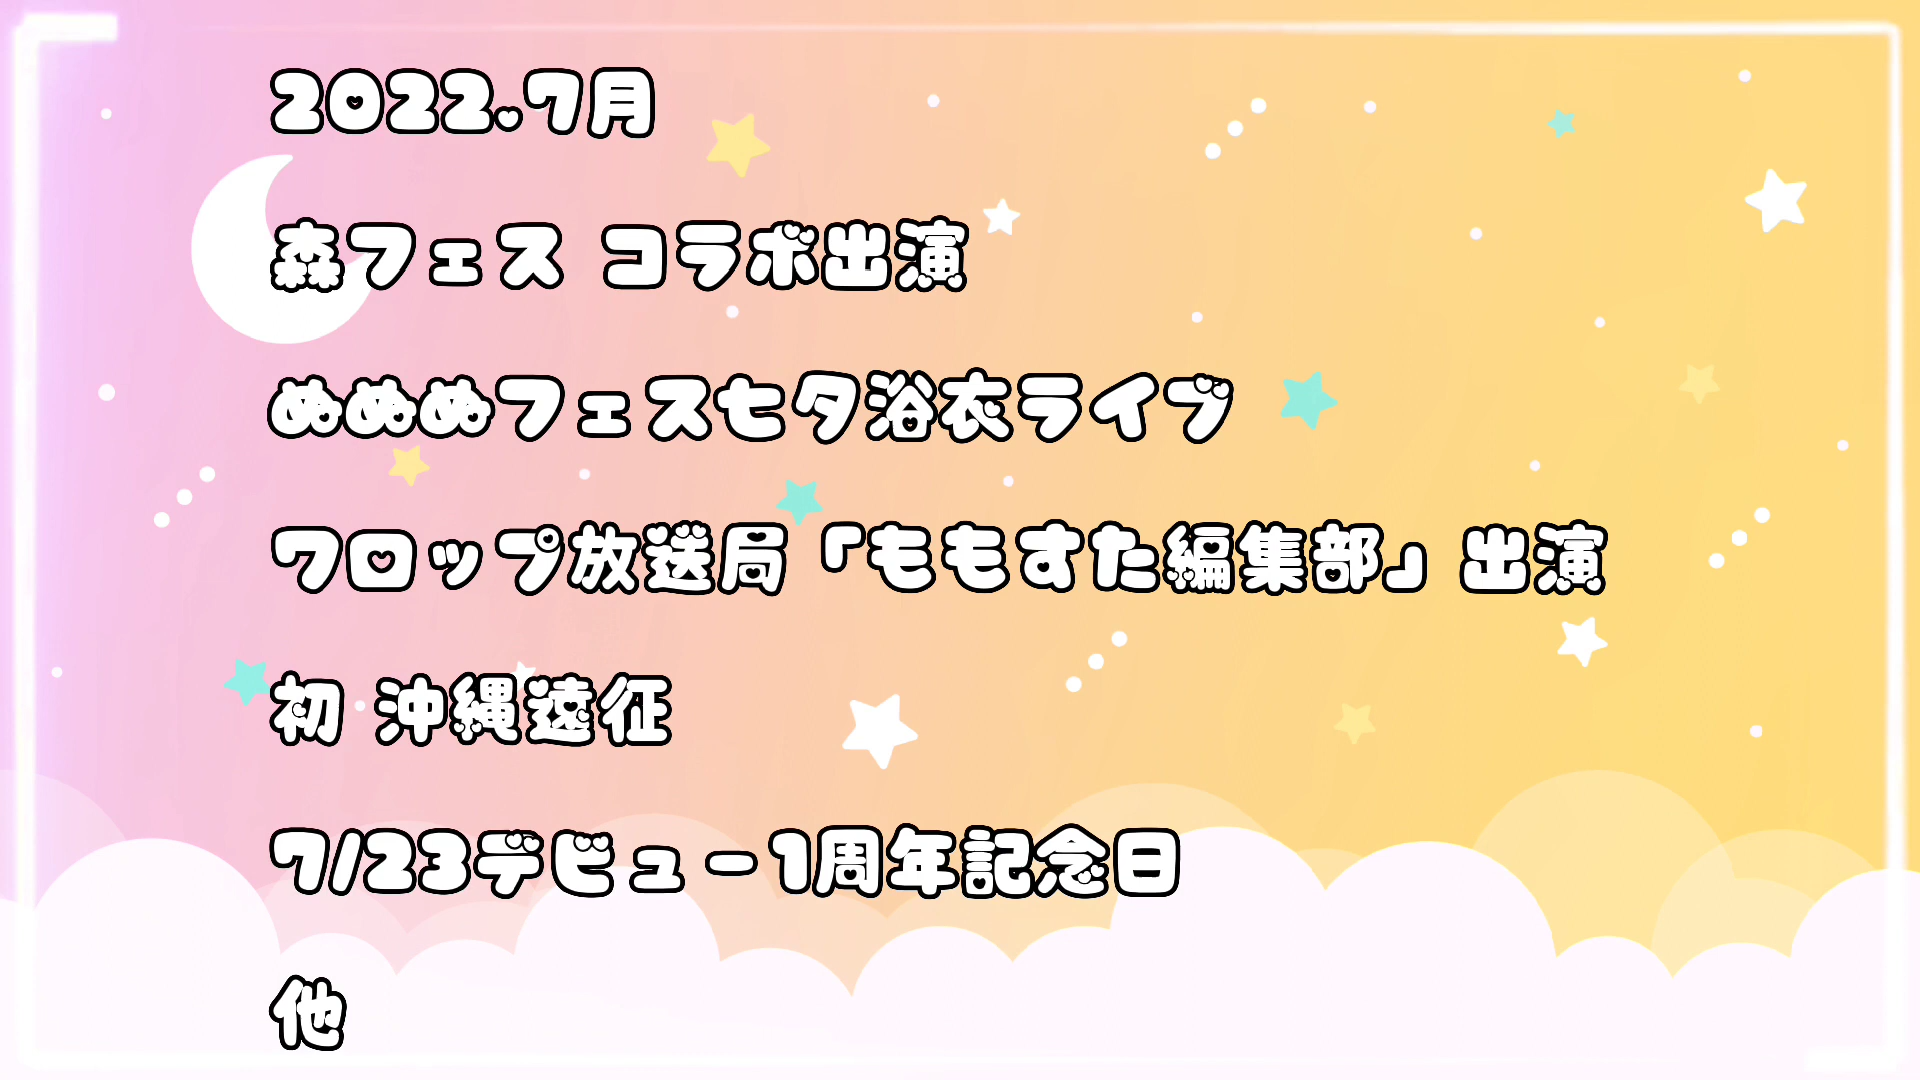 2022.7月
森フェス コラボ出演
ぬぬぬフェス七夕浴衣ライブ
ワロップ放送局「ももすた編集部」出演
初 沖縄遠征
7/23デビュー1周年記念日
他